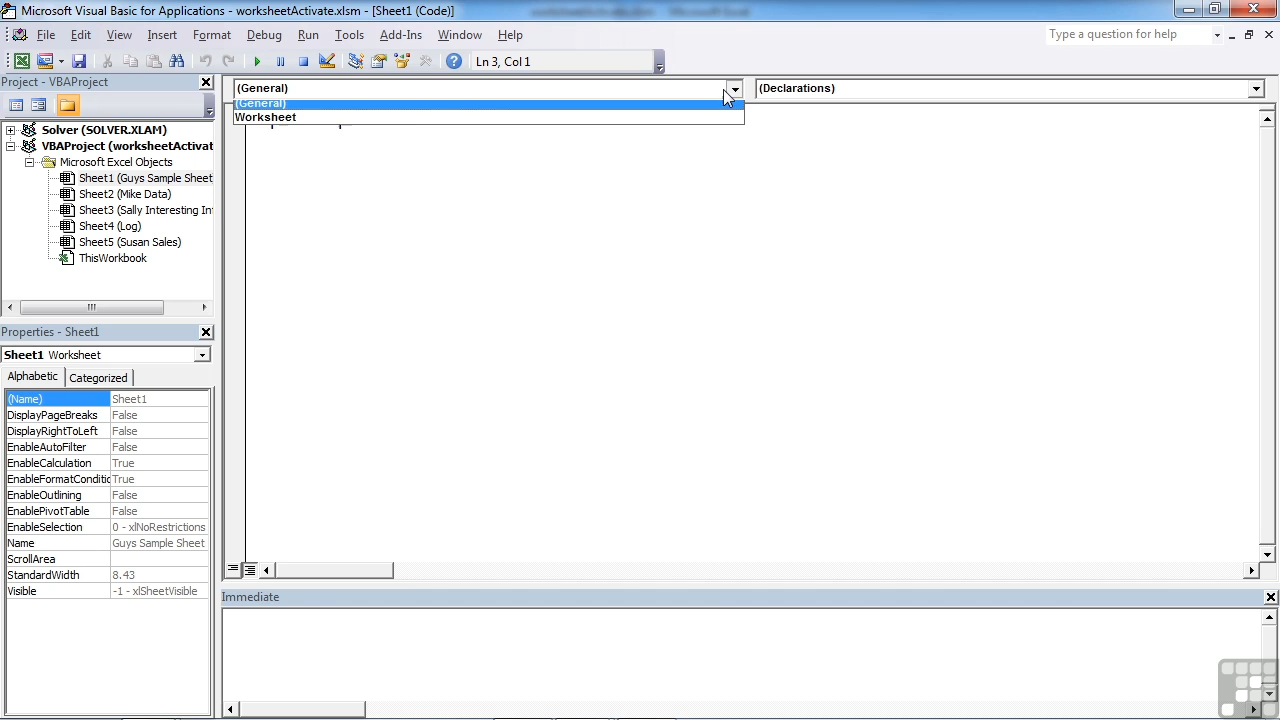 Microsoft Visual Basic for Applications - worksheetActivate.xlsm - [Sheet1 (Code)]
File Edit View Insert Format Debug Run Tools Add-Ins Window Help
Type a question for help
Ln 3, Col 1
Project - VBAProject
(General)
(Declarations)
(General)
Worksheet
Solver (SOLVER.XLAM)
VBAProject (worksheetActivat
Microsoft Excel Objects
Sheet1 (Guys Sample Sheet
Sheet2 (Mike Data)
Sheet3 (Sally Interesting In
Sheet4 (Log)
Sheet5 (Susan Sales)
ThisWorkbook
Properties - Sheet1
Sheet1 Worksheet
Alphabetic Categorized
(Name) Sheet1
DisplayPageBreaks False
DisplayRightToLeft False
EnableAutoFilter False
EnableCalculation True
EnableFormatConditic True
EnableOutlining False
EnablePivotTable False
EnableSelection 0 - xlNoRestrictions
Name Guys Sample Sheet
ScrollArea
StandardWidth 8.43
Visible -1 - xlSheetVisible
Immediate